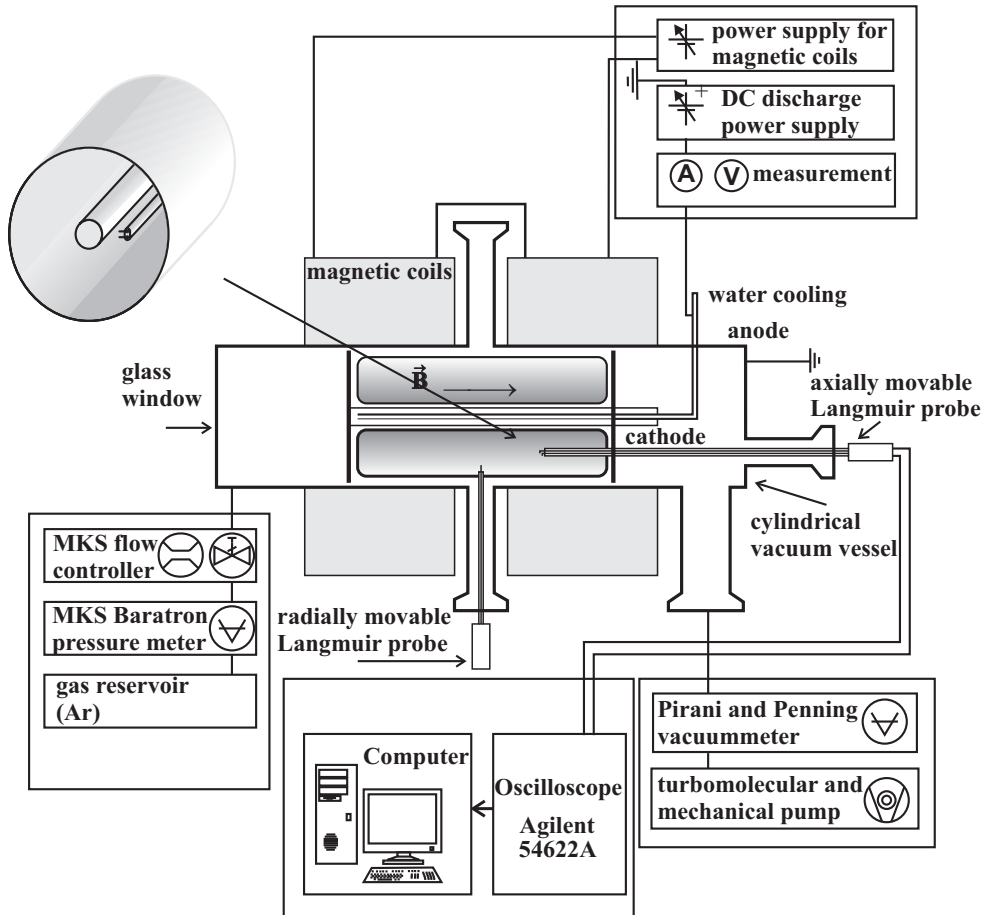 power supply for
magnetic coils
+
DC discharge
power supply
A V measurement
magnetic coils
water cooling
anode
glass
window
B
axially movable
Langmuir probe
cathode
cylindrical
vacuum vessel
MKS flow
controller
MKS Baratron
pressure meter
gas reservoir
(Ar)
radially movable
Langmuir probe
Computer
Oscilloscope
Agilent
54622A
Pirani and Penning
vacuummeter
turbomolecular and
mechanical pump